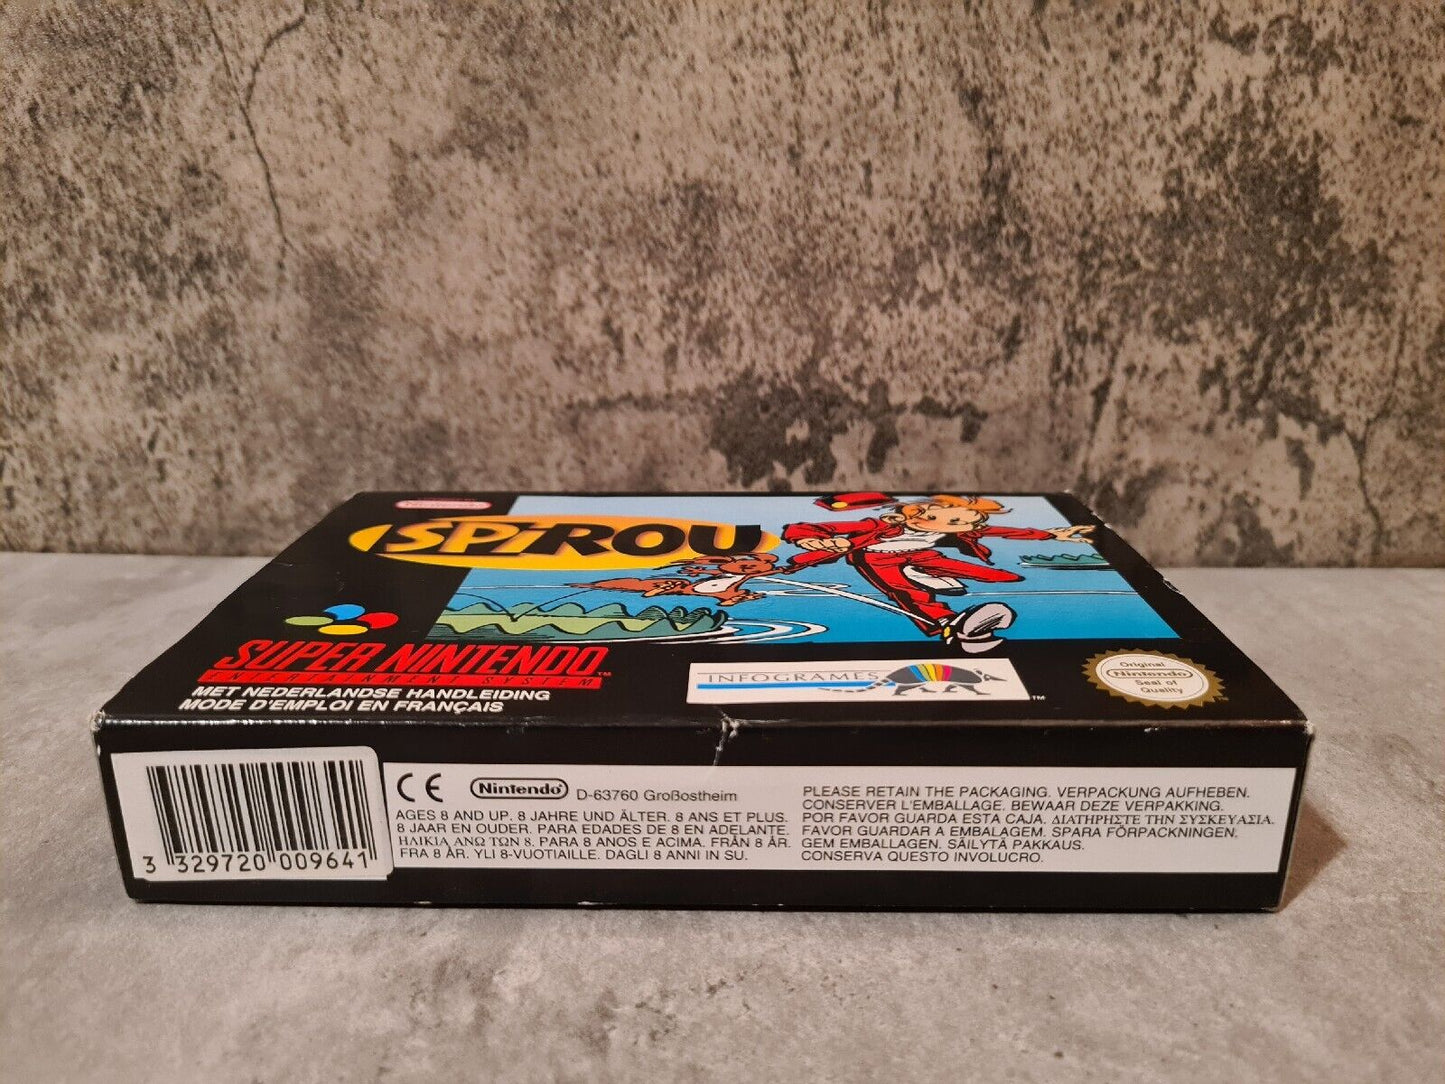 Nintendo
SPIROU
SUPER NINTENDO
ENTERTAINMENT SYSTEM
TM
MET NEDERLANDSE HANDLEIDING
MODE D'EMPLOI EN FRANÇAIS
INFOGRAMES
TM
Original
Nintendo
Seal of
Quality
3 329720 009641
CE
Nintendo® D-63760 Großostheim
AGES 8 AND UP. 8 JAHRE UND ÄLTER. 8 ANS ET PLUS.
8 JAAR EN OUDER. PARA EDADES DE 8 EN ADELANTE.
ΗΛΙΚΙΑ ΑΝΩ ΤΩΝ 8. PARA 8 ANOS E ACIMA. FRÅN 8 ÅR.
FRA 8 ÅR. YLI 8-VUOTIAILLE. DAGLI 8 ANNI IN SU.
PLEASE RETAIN THE PACKAGING. VERPACKUNG AUFHEBEN.
CONSERVER L'EMBALLAGE. BEWAAR DEZE VERPAKKING.
POR FAVOR GUARDA ESTA CAJA. ΔΙΑΤΗΡΗΣΤΕ ΤΗΝ ΣΥΣΚΕΥΑΣΙΑ.
FAVOR GUARDAR A EMBALAGEM. SPARA FÖRPACKNINGEN.
GEM EMBALLAGEN. SÄILYTÄ PAKKAUS.
CONSERVA QUESTO INVOLUCRO.